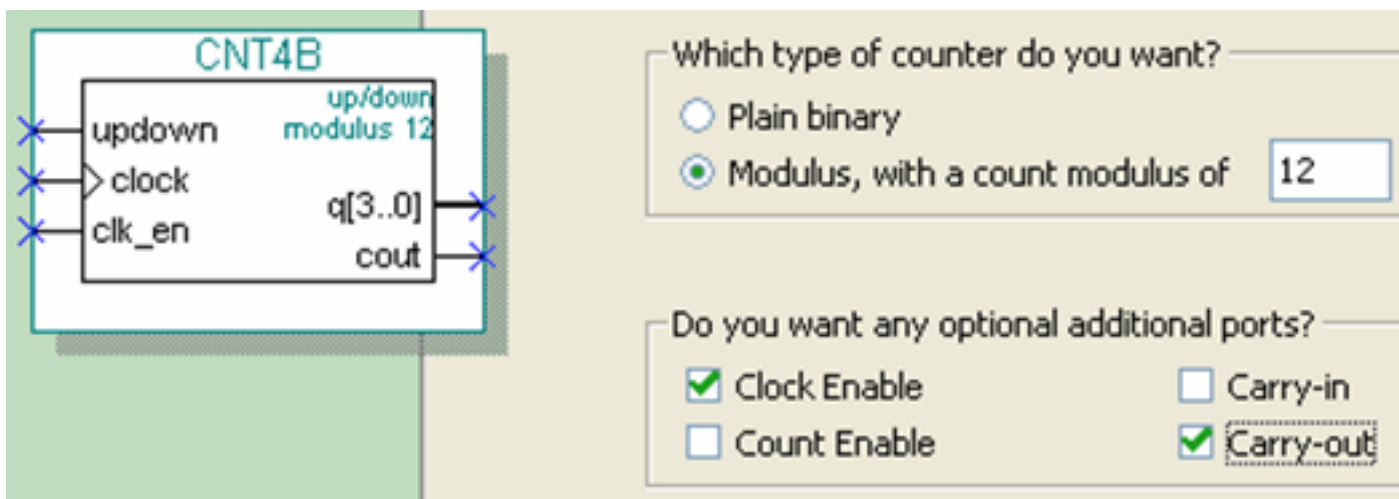 CNT4B
up/down
modulus 12
updown
clock
clk_en
q[3..0]
cout
Which type of counter do you want?
Plain binary
Modulus, with a count modulus of 12
Do you want any optional additional ports?
Clock Enable
Carry-in
Count Enable
Carry-out